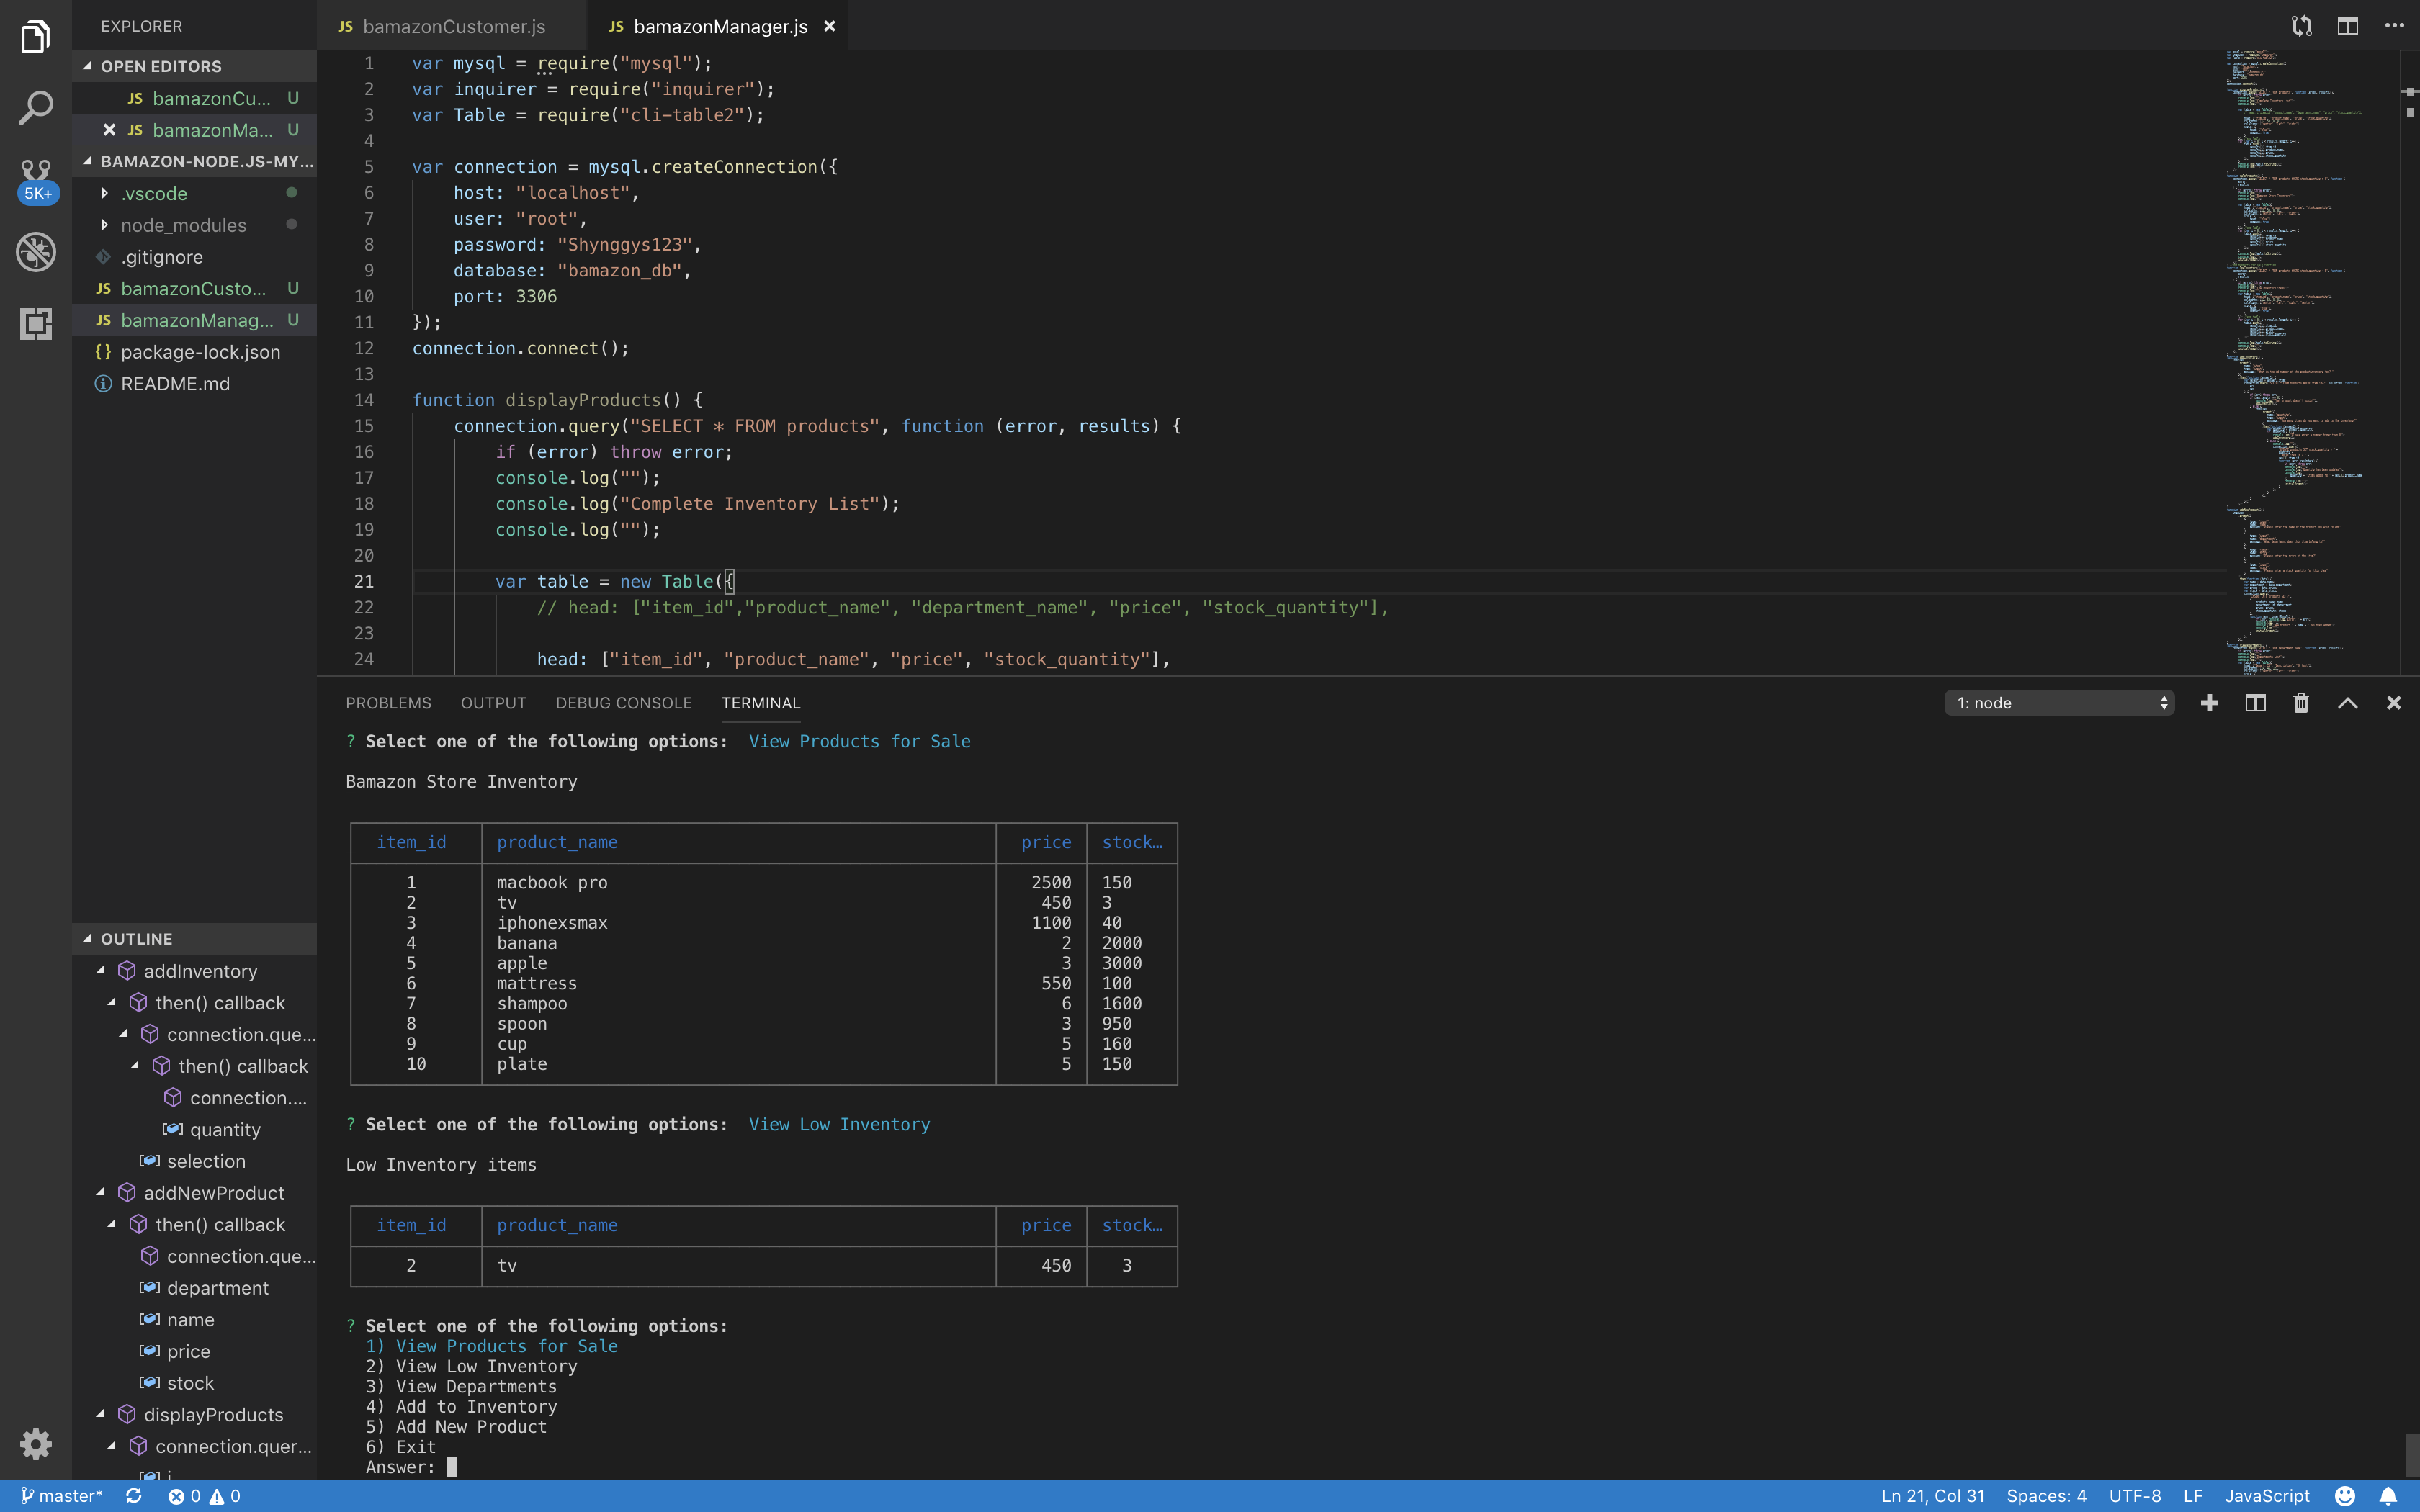 EXPLORER
OPEN EDITORS
JS bamazonCu... U
JS bamazonMa... U
BAMAZON-NODE.JS-MY...
.vscode
node_modules
.gitignore
JS bamazonCusto... U
JS bamazonManag... U
{} package-lock.json
README.md
5K+
OUTLINE
addInventory
then() callback
connection.que...
then() callback
connection....
quantity
selection
addNewProduct
then() callback
connection.que...
department
name
price
stock
displayProducts
connection.quer...
i
JS bamazonCustomer.js
JS bamazonManager.js
1 var mysql = require("mysql");
2 var inquirer = require("inquirer");
3 var Table = require("cli-table2");
4
5 var connection = mysql.createConnection({
6 host: "localhost",
7 user: "root",
8 password: "Shynggys123",
9 database: "bamazon_db",
10 port: 3306
11 });
12 connection.connect();
13
14 function displayProducts() {
15 connection.query("SELECT * FROM products", function (error, results) {
16 if (error) throw error;
17 console.log("");
18 console.log("Complete Inventory List");
19 console.log("");
20
21 var table = new Table({
22 // head: ["item_id","product_name", "department_name", "price", "stock_quantity"],
23
24 head: ["item_id", "product_name", "price", "stock_quantity"],
PROBLEMS OUTPUT DEBUG CONSOLE TERMINAL
1: node
? Select one of the following options: View Products for Sale
Bamazon Store Inventory
item_id product_name price stock…
1 macbook pro 2500 150
2 tv 450 3
3 iphonexsmax 1100 40
4 banana 2 2000
5 apple 3 3000
6 mattress 550 100
7 shampoo 6 1600
8 spoon 3 950
9 cup 5 160
10 plate 5 150
? Select one of the following options: View Low Inventory
Low Inventory items
item_id product_name price stock…
2 tv 450 3
? Select one of the following options:
1) View Products for Sale
2) View Low Inventory
3) View Departments
4) Add to Inventory
5) Add New Product
6) Exit
Answer:
master* 0 0
Ln 21, Col 31 Spaces: 4 UTF-8 LF JavaScript